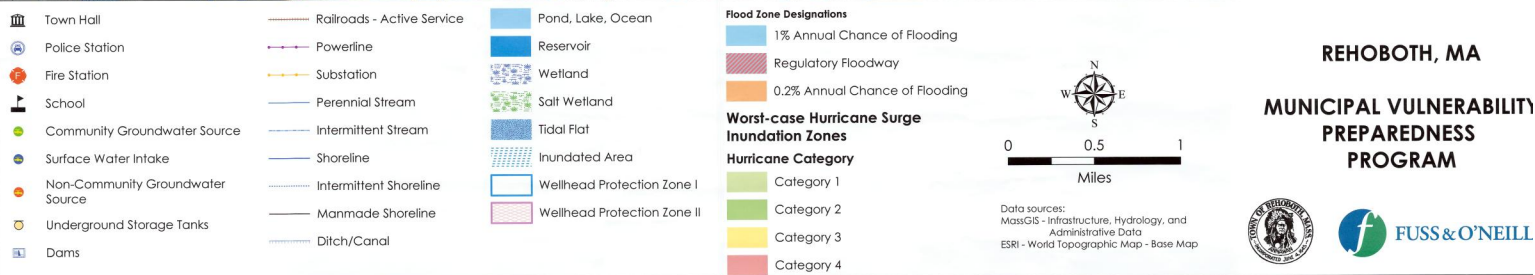 Town Hall
Police Station
Fire Station
School
Community Groundwater Source
Surface Water Intake
Non-Community Groundwater
Source
Underground Storage Tanks
Dams
Railroads - Active Service
Powerline
Substation
Perennial Stream
Intermittent Stream
Shoreline
Intermittent Shoreline
Manmade Shoreline
Ditch/Canal
Pond, Lake, Ocean
Reservoir
Wetland
Salt Wetland
Tidal Flat
Inundated Area
Wellhead Protection Zone I
Wellhead Protection Zone II
Flood Zone Designations
1% Annual Chance of Flooding
Regulatory Floodway
0.2% Annual Chance of Flooding
Worst-case Hurricane Surge
Inundation Zones
Hurricane Category
Category 1
Category 2
Category 3
Category 4
N
W E
S
0 0.5 1
Miles
Data sources:
MassGIS - Infrastructure, Hydrology, and
Administrative Data
ESRI - World Topographic Map - Base Map
REHOBOTH, MA
MUNICIPAL VULNERABILITY
PREPAREDNESS
PROGRAM
TOWN OF REHOBOTH, MASS.
f FUSS & O'NEILL